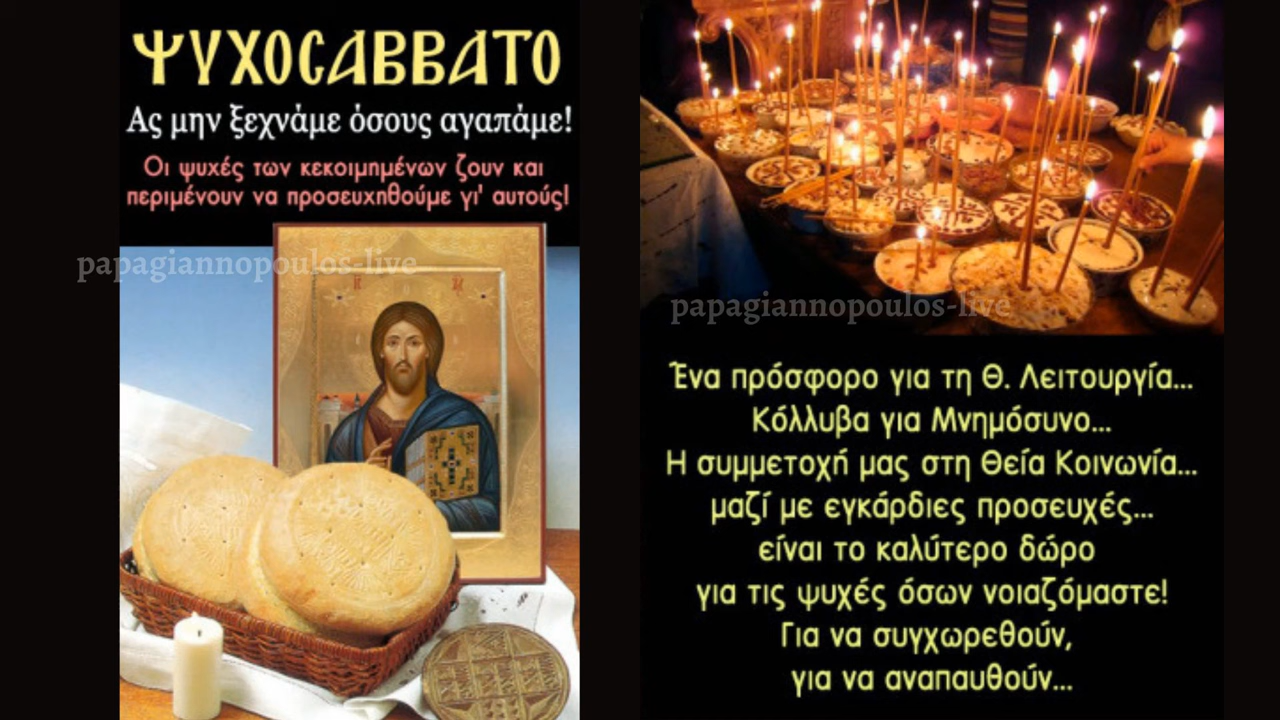 ΨΥΧΟΣΑΒΒΑΤΟ
Ας μην ξεχνάμε όσους αγαπάμε!
Οι ψυχές των κεκοιμημένων ζουν και
περιμένουν να προσευχηθούμε γι' αυτούς!
papagiannopoulos-live
papagiannopoulos-live
Ένα πρόσφορο για τη Θ. Λειτουργία...
Κόλλυβα για Μνημόσυνο...
Η συμμετοχή μας στη Θεία Κοινωνία...
μαζί με εγκάρδιες προσευχές...
είναι το καλύτερο δώρο
για τις ψυχές όσων νοιαζόμαστε!
Για να συγχωρεθούν,
για να αναπαυθούν...